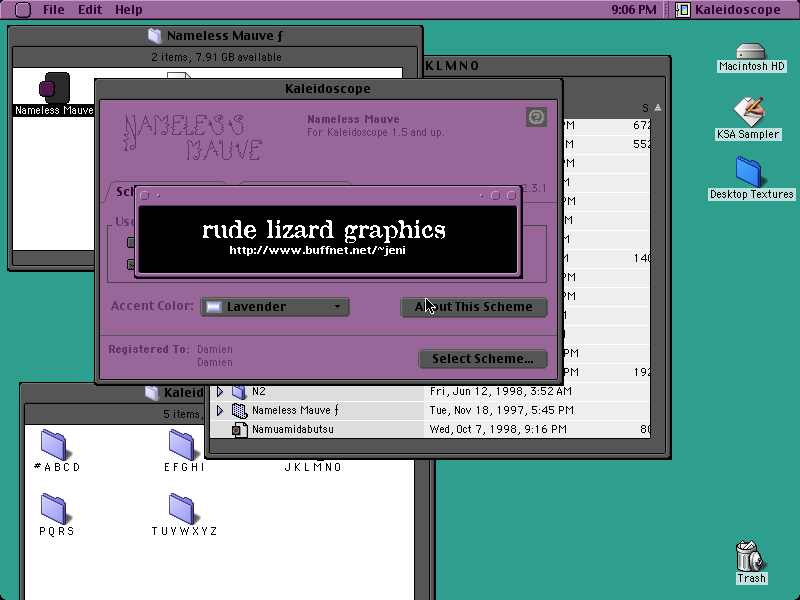 File Edit Help
9:06 PM
Kaleidoscope
Nameless Mauve ƒ
2 items, 7.91 GB available
Nameless Mauve
KLMNO
S
Kaleidoscope
NAMELESS
MAUVE
Nameless Mauve
For Kaleidoscope 1.5 and up.
2.3.1
rude lizard graphics
http://www.buffnet.net/~jeni
Accent Color:
Lavender
About This Scheme
Registered To: Damien
Damien
Select Scheme...
PM 672
PM 552
PM
M
PM
PM
M
PM 140
M
PM
M
M
PM
PM 192
N2 Fri, Jun 12, 1998, 3:52 AM
Nameless Mauve ƒ Tue, Nov 18, 1997, 5:45 PM
Namuamidabutsu Wed, Oct 7, 1998, 9:16 PM 80
Kaleid
5 items,
#ABCD
EFGHI
JKLMNO
PQRS
TUVWXYZ
Macintosh HD
KSA Sampler
Desktop Textures
Trash